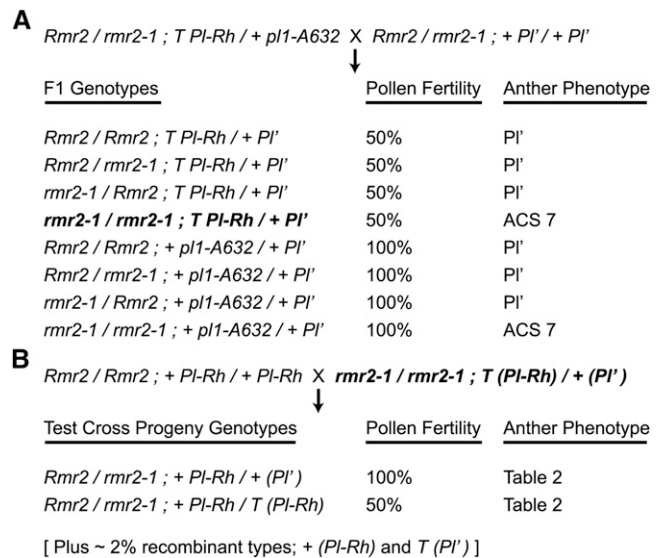 A
Rmr2 / rmr2-1 ; T Pl-Rh / + pl1-A632 X Rmr2 / rmr2-1 ; + Pl' / + Pl'
F1 Genotypes Pollen Fertility Anther Phenotype
Rmr2 / Rmr2 ; T Pl-Rh / + Pl' 50% Pl'
Rmr2 / rmr2-1 ; T Pl-Rh / + Pl' 50% Pl'
rmr2-1 / Rmr2 ; T Pl-Rh / + Pl' 50% Pl'
rmr2-1 / rmr2-1 ; T Pl-Rh / + Pl' 50% ACS 7
Rmr2 / Rmr2 ; + pl1-A632 / + Pl' 100% Pl'
Rmr2 / rmr2-1 ; + pl1-A632 / + Pl' 100% Pl'
rmr2-1 / Rmr2 ; + pl1-A632 / + Pl' 100% Pl'
rmr2-1 / rmr2-1 ; + pl1-A632 / + Pl' 100% ACS 7
B
Rmr2 / Rmr2 ; + Pl-Rh / + Pl-Rh X rmr2-1 / rmr2-1 ; T (Pl-Rh) / + (Pl' )
Test Cross Progeny Genotypes Pollen Fertility Anther Phenotype
Rmr2 / rmr2-1 ; + Pl-Rh / + (Pl' ) 100% Table 2
Rmr2 / rmr2-1 ; + Pl-Rh / T (Pl-Rh) 50% Table 2
[ Plus ~ 2% recombinant types; + (Pl-Rh) and T (Pl' ) ]